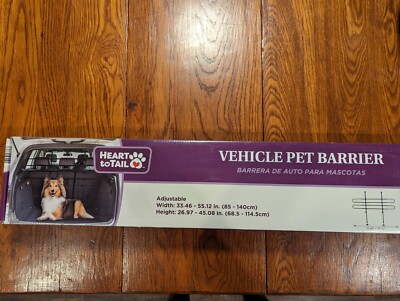 HEART
to TAIL
VEHICLE PET BARRIER
BARRERA DE AUTO PARA MASCOTAS
Adjustable
Width: 33.46 - 55.12 in. (85 - 140cm)
Height: 26.97 - 45.08 in. (68.5 - 114.5cm)